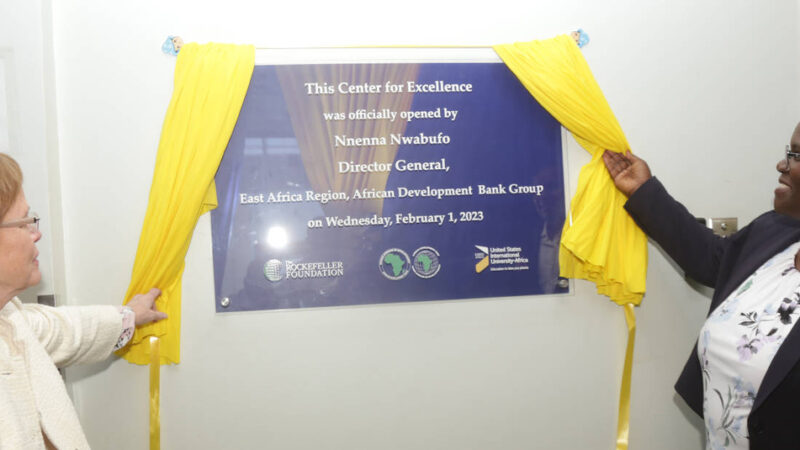 This Center for Excellence
was officially opened by
Nnenna Nwabufo
Director General,
East Africa Region, African Development Bank Group
on Wednesday, February 1, 2023
The
ROCKEFELLER
FOUNDATION
United States
International
University-Africa